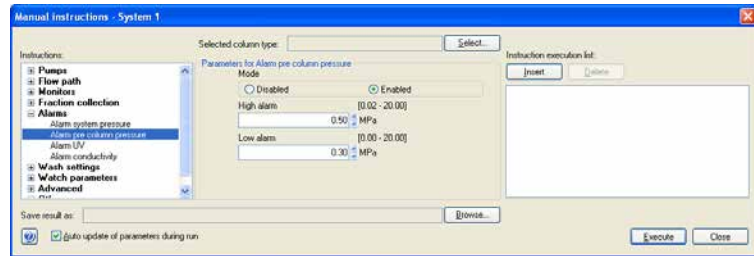 Manual instructions - System 1
Selected column type:
Select...
Instructions:
Pumps
Flow path
Monitors
Fraction collection
Alarms
Alarm system pressure
Alarm pre column pressure
Alarm UV
Alarm conductivity
Wash settings
Watch parameters
Advanced
Parameters for Alarm pre column pressure
Mode
Disabled Enabled
High alarm [0.02 - 20.00]
0.50 MPa
Low alarm [0.00 - 20.00]
0.30 MPa
Instruction execution list:
Insert Delete
Save result as:
Browse...
Auto update of parameters during run
Execute Close